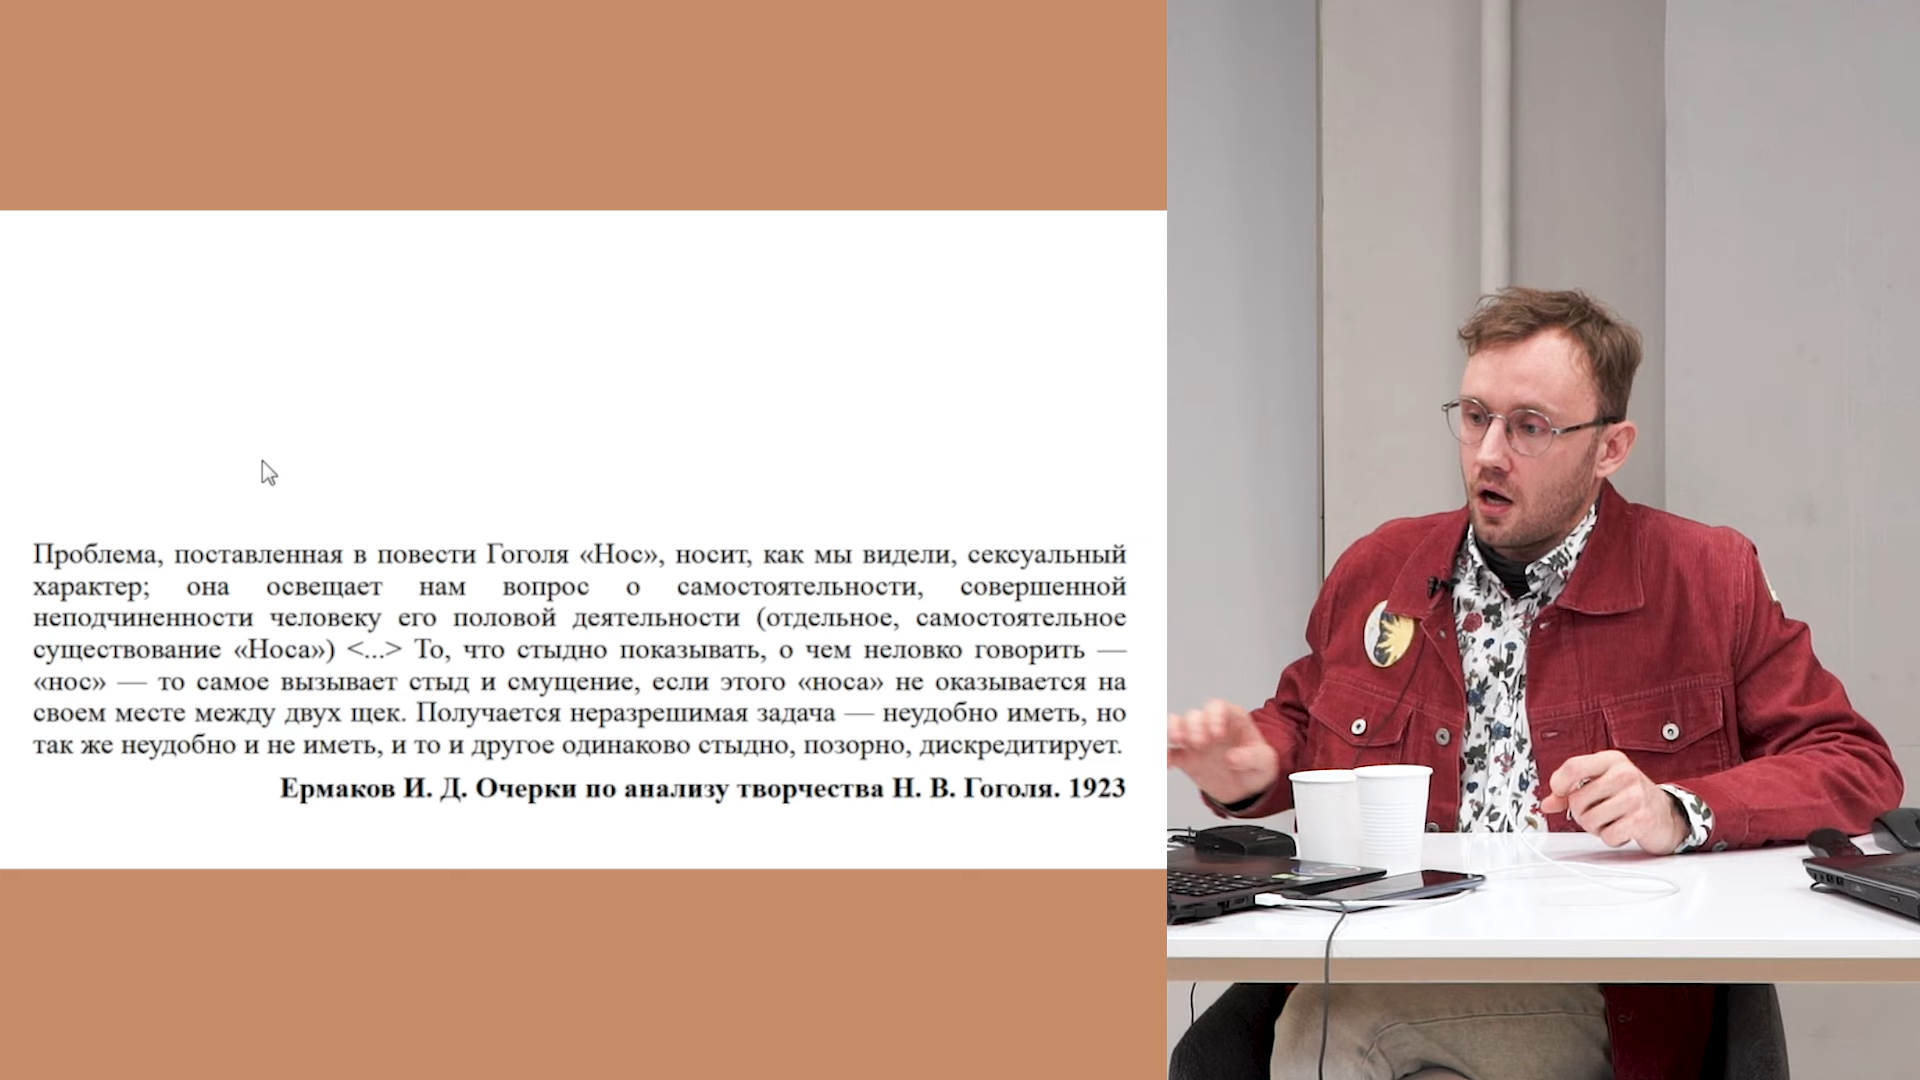 Проблема, поставленная в повести Гоголя «Нос», носит, как мы видели, сексуальный
характер; она освещает нам вопрос о самостоятельности, совершенной
неподчиненности человеку его половой деятельности (отдельное, самостоятельное
существование «Носа») <...> То, что стыдно показывать, о чем неловко говорить —
«нос» — то самое вызывает стыд и смущение, если этого «носа» не оказывается на
своем месте между двух щек. Получается неразрешимая задача — неудобно иметь, но
так же неудобно и не иметь, и то и другое одинаково стыдно, позорно, дискредитирует.
Ермаков И. Д. Очерки по анализу творчества Н. В. Гоголя. 1923